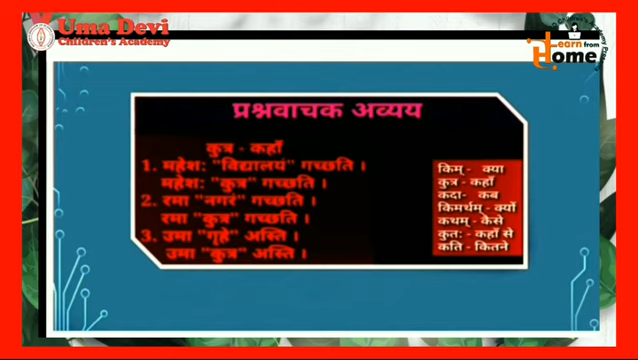 Uma Devi
Children's Academy
Learn from
Home
प्रश्नवाचक अव्यय
कुत्र - कहाँ
1. महेश: "विद्यालयं" गच्छति ।
महेश: "कुत्र" गच्छति ।
2. रमा "नगरं" गच्छति ।
रमा "कुत्र" गच्छति ।
3. उमा "गृहे" अस्ति ।
उमा "कुत्र" अस्ति ।
किम् - क्या
कुत्र - कहाँ
कदा- कब
किमर्थम् - क्यों
कथम् - कैसे
कुत: - कहाँ से
कति - कितने